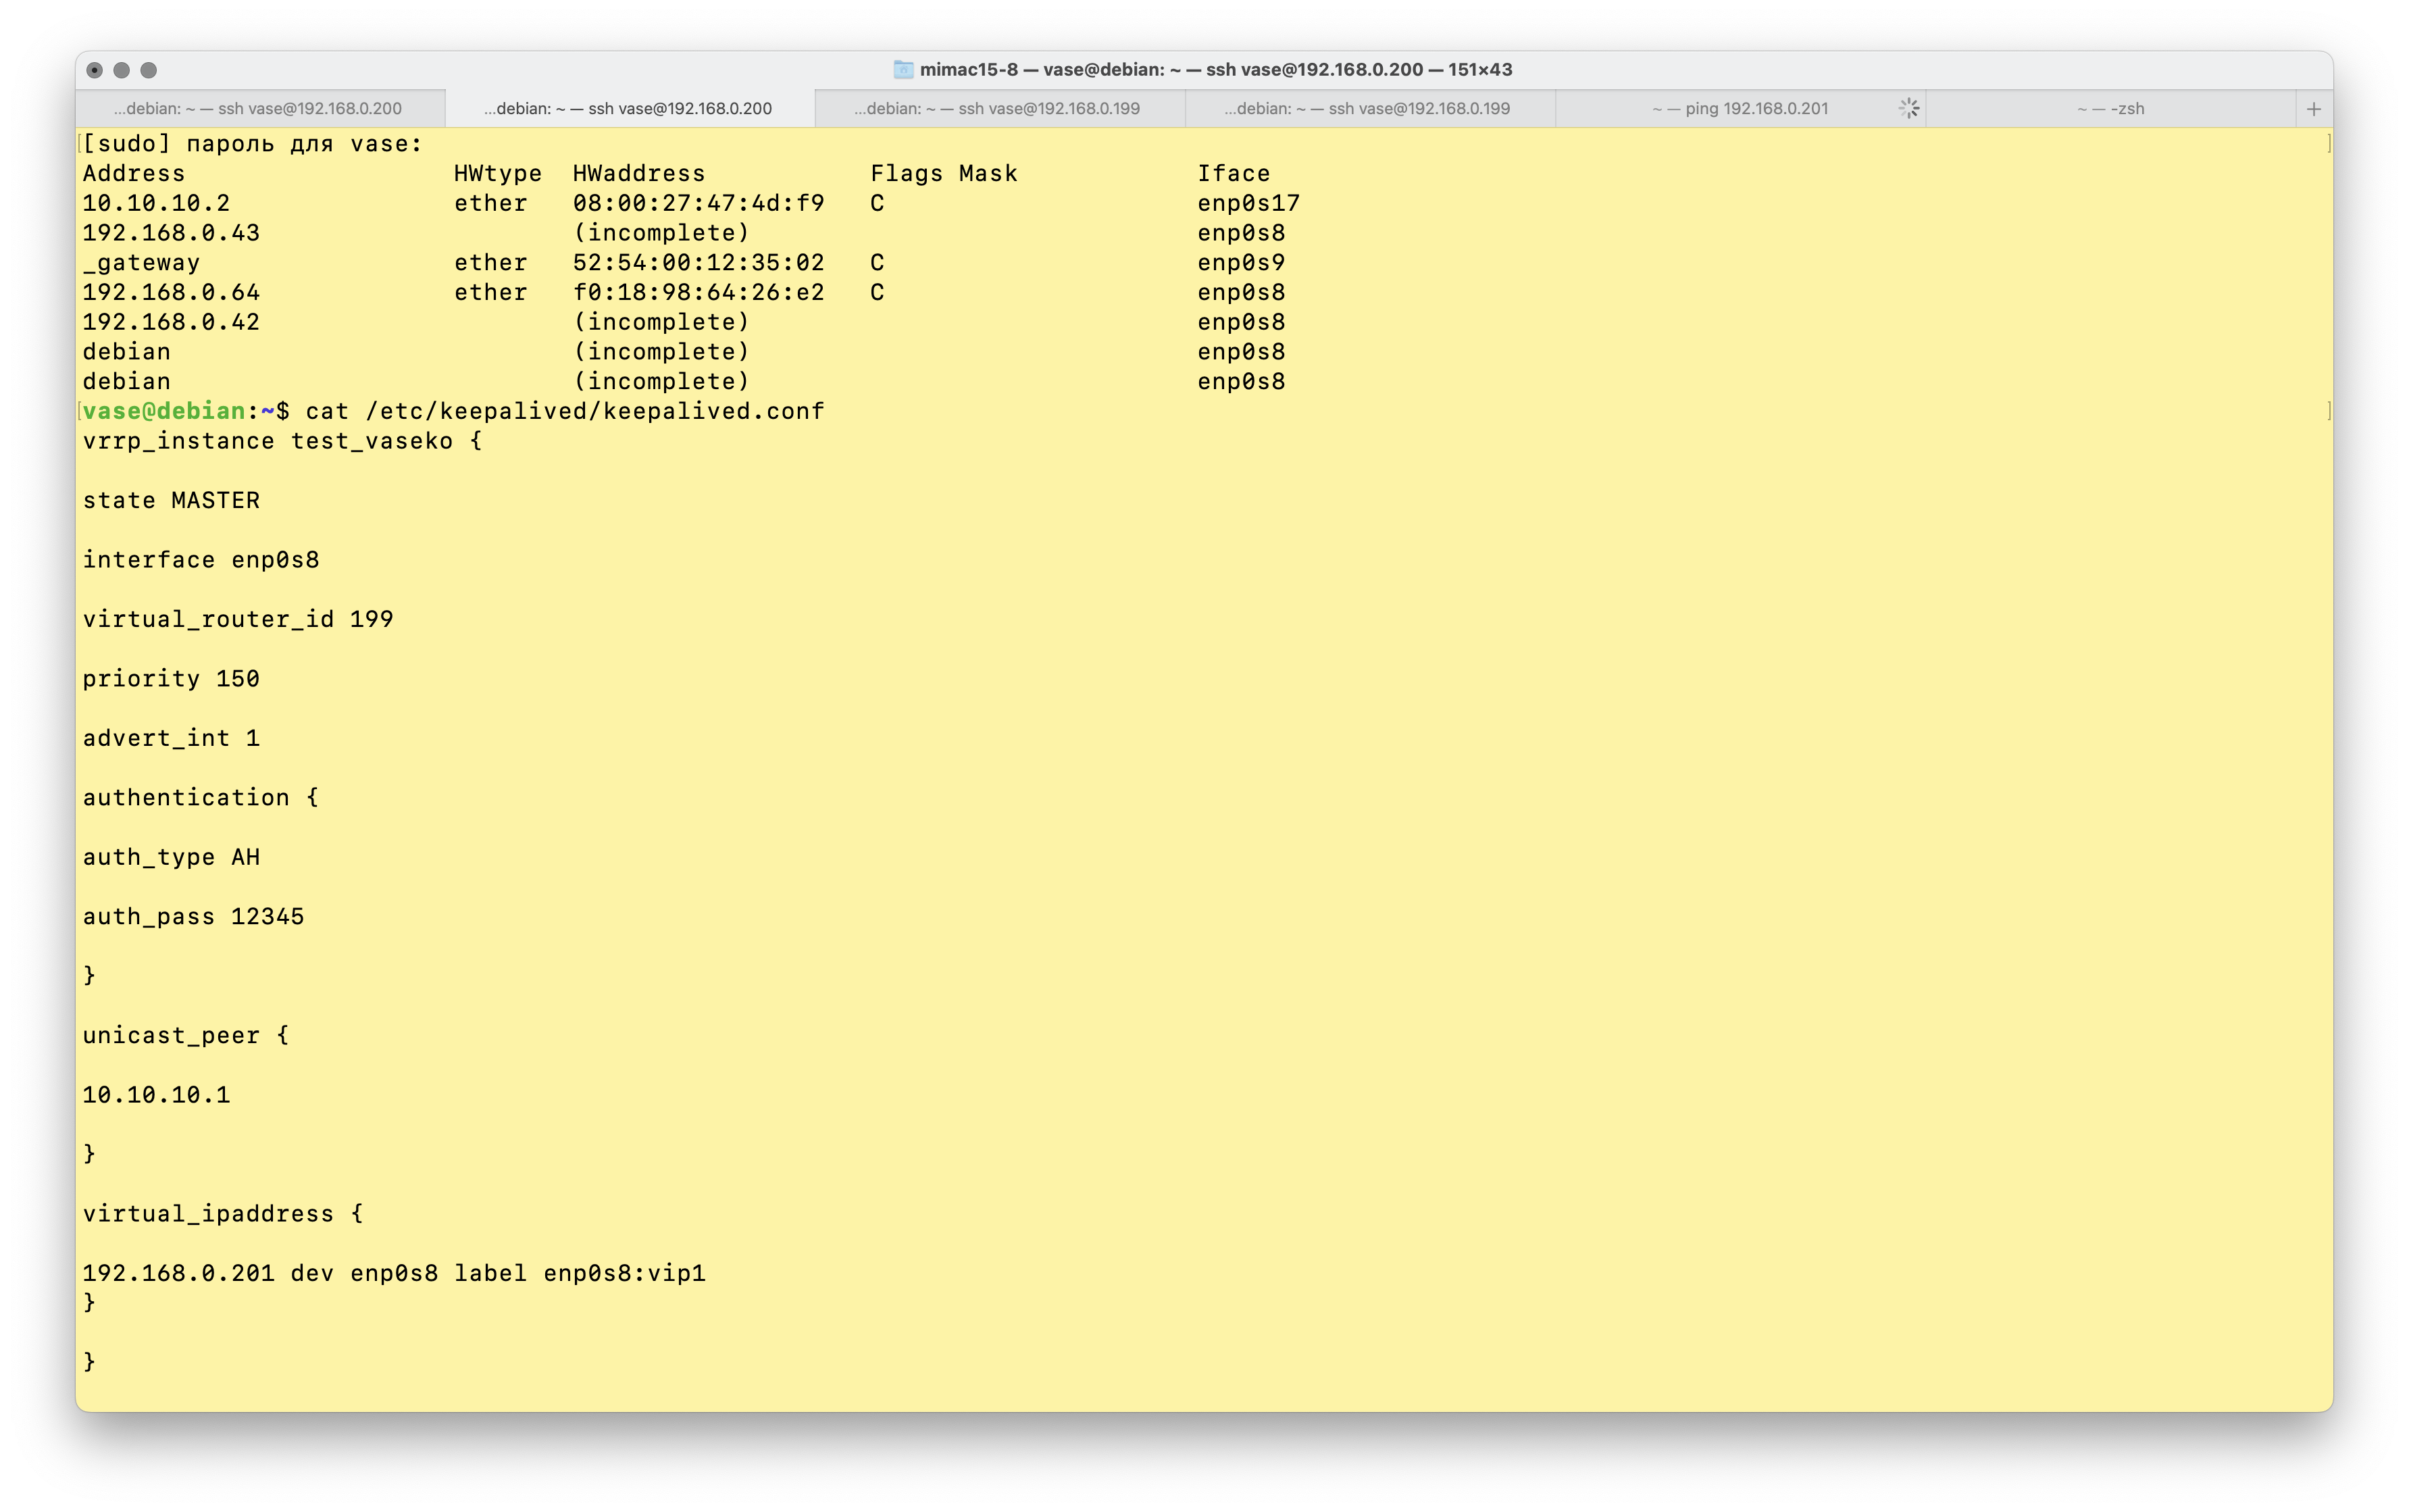 mimac15-8 — vase@debian: ~ — ssh vase@192.168.0.200 — 151×43
...debian: ~ — ssh vase@192.168.0.200 ...debian: ~ — ssh vase@192.168.0.200 ...debian: ~ — ssh vase@192.168.0.199 ...debian: ~ — ssh vase@192.168.0.199 ~ — ping 192.168.0.201 ~ — -zsh +
[sudo] пароль для vase:
Address HWtype HWaddress Flags Mask Iface
10.10.10.2 ether 08:00:27:47:4d:f9 C enp0s17
192.168.0.43 (incomplete) enp0s8
_gateway ether 52:54:00:12:35:02 C enp0s9
192.168.0.64 ether f0:18:98:64:26:e2 C enp0s8
192.168.0.42 (incomplete) enp0s8
debian (incomplete) enp0s8
debian (incomplete) enp0s8
vase@debian:~$ cat /etc/keepalived/keepalived.conf
vrrp_instance test_vaseko {
state MASTER
interface enp0s8
virtual_router_id 199
priority 150
advert_int 1
authentication {
auth_type AH
auth_pass 12345
}
unicast_peer {
10.10.10.1
}
virtual_ipaddress {
192.168.0.201 dev enp0s8 label enp0s8:vip1
}
}